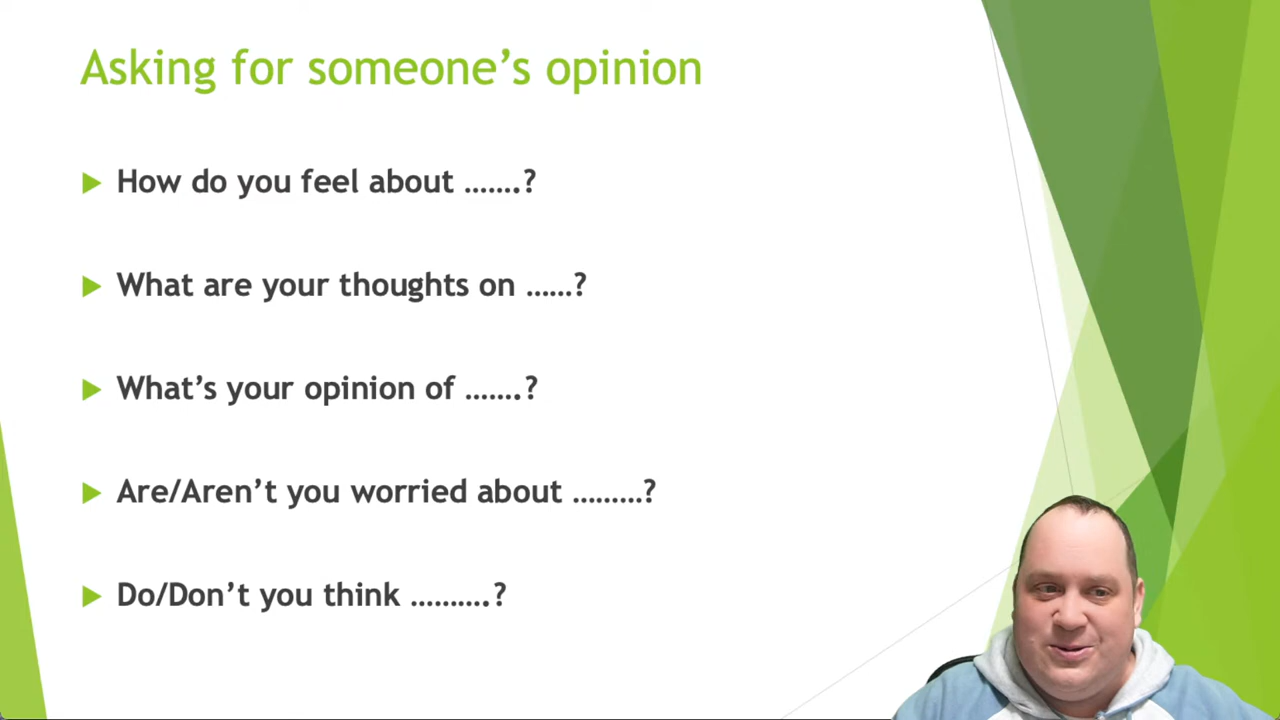 Asking for someone’s opinion
How do you feel about …….?
What are your thoughts on ……?
What’s your opinion of …….?
Are/Aren’t you worried about ………?
Do/Don’t you think ……….?